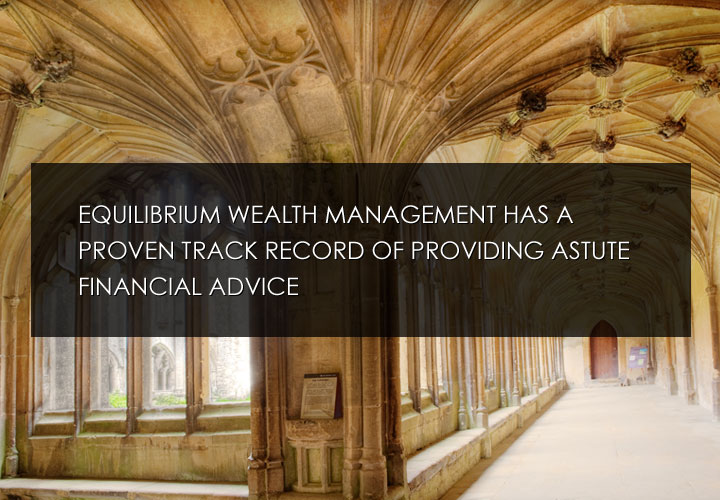 EQUILIBRIUM WEALTH MANAGEMENT HAS A
PROVEN TRACK RECORD OF PROVIDING ASTUTE
FINANCIAL ADVICE